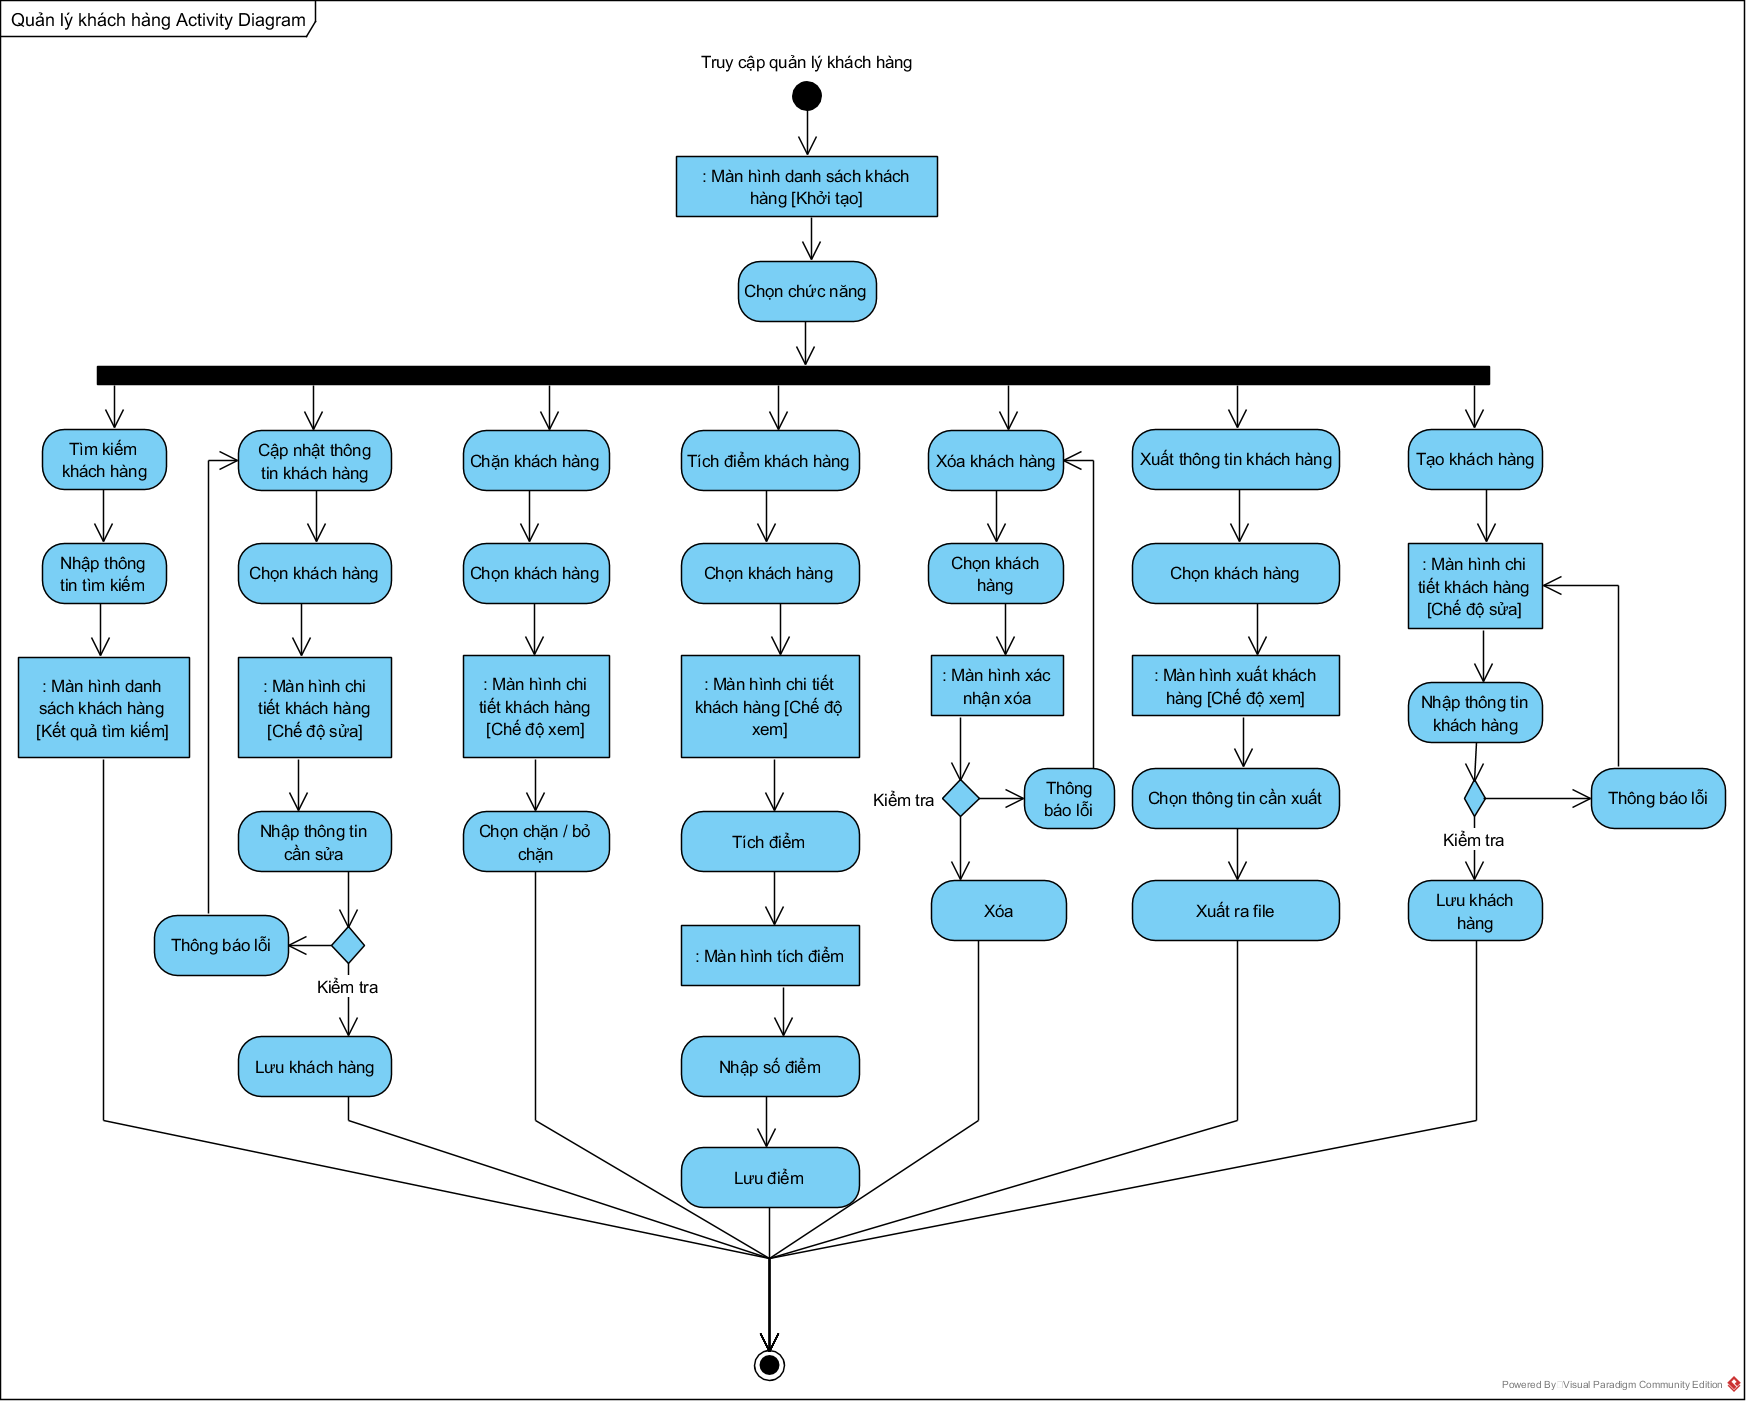 Quản lý khách hàng Activity Diagram
Truy cập quản lý khách hàng
: Màn hình danh sách khách
hàng [Khởi tạo]
Chọn chức năng
Tìm kiếm
khách hàng
Nhập thông
tin tìm kiếm
: Màn hình danh
sách khách hàng
[Kết quả tìm kiếm]
Cập nhật thông
tin khách hàng
Chọn khách hàng
: Màn hình chi
tiết khách hàng
[Chế độ sửa]
Nhập thông tin
cần sửa
Thông báo lỗi
Kiểm tra
Lưu khách hàng
Chặn khách hàng
Chọn khách hàng
: Màn hình chi
tiết khách hàng
[Chế độ xem]
Chọn chặn / bỏ
chặn
Tích điểm khách hàng
Chọn khách hàng
: Màn hình chi tiết
khách hàng [Chế độ
xem]
Tích điểm
: Màn hình tích điểm
Nhập số điểm
Lưu điểm
Xóa khách hàng
Chọn khách
hàng
: Màn hình xác
nhận xóa
Kiểm tra
Thông
báo lỗi
Xóa
Xuất thông tin khách hàng
Chọn khách hàng
: Màn hình xuất khách
hàng [Chế độ xem]
Chọn thông tin cần xuất
Xuất ra file
Tạo khách hàng
: Màn hình chi
tiết khách hàng
[Chế độ sửa]
Nhập thông tin
khách hàng
Thông báo lỗi
Kiểm tra
Lưu khách
hàng
Powered By Visual Paradigm Community Edition